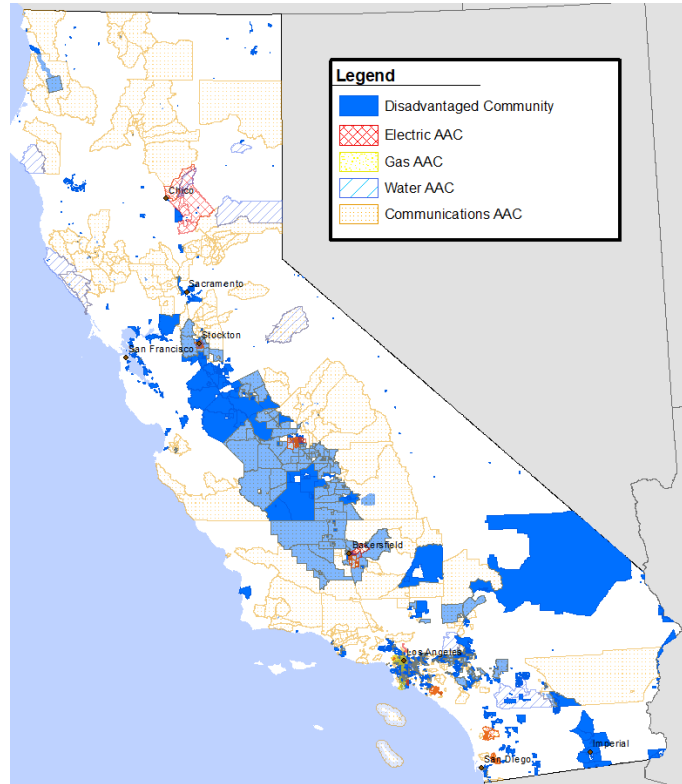 Legend
Disadvantaged Community
Electric AAC
Gas AAC
Water AAC
Communications AAC
Chico
Sacramento
Stockton
San Francisco
Bakersfield
Los Angeles
Imperial
San Diego